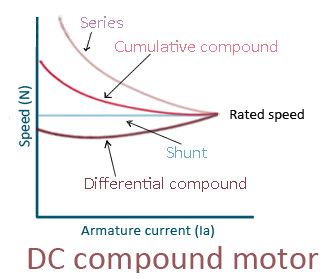 Series
Cumulative compound
Rated speed
Speed (N)
Shunt
Differential compound
Armature current (Ia)
DC compound motor